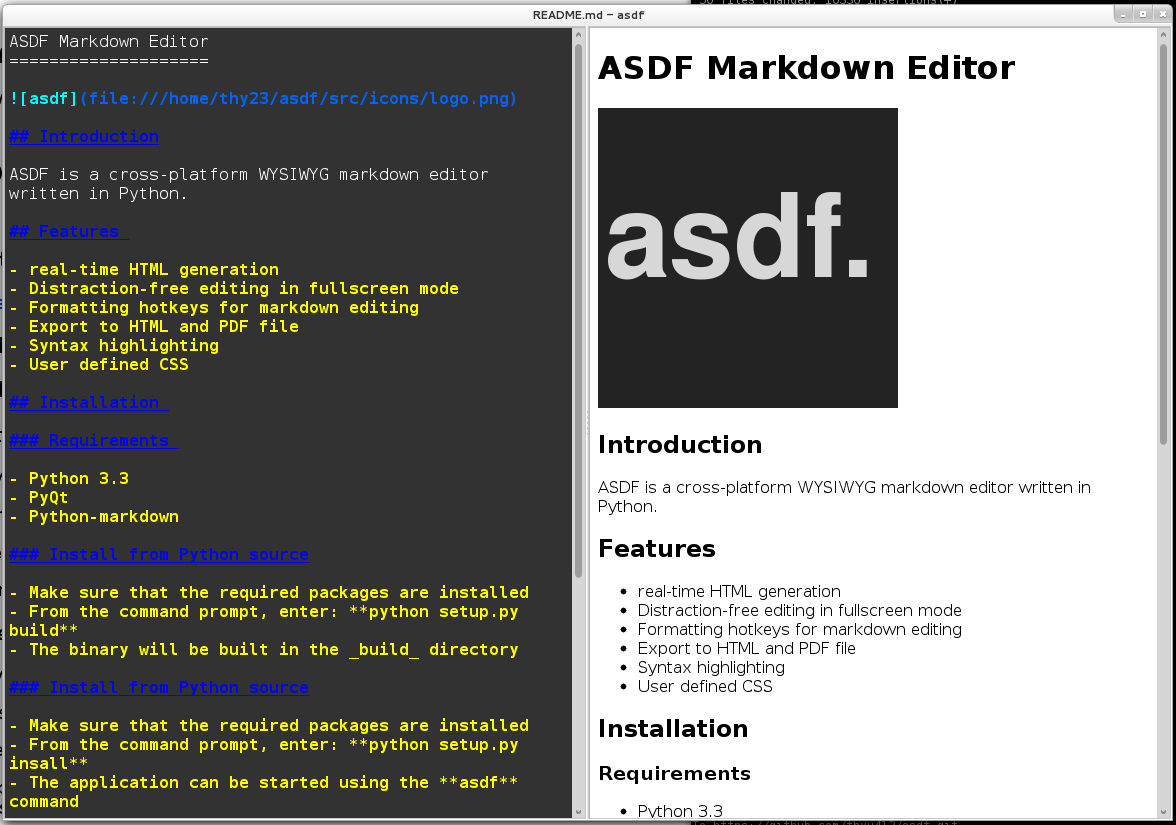 30 files changed, 10338 insertions(+)
README.md – asdf
ASDF Markdown Editor
====================
![asdf](file:///home/thy23/asdf/src/icons/logo.png)
## Introduction
ASDF is a cross-platform WYSIWYG markdown editor
written in Python.
## Features
- real-time HTML generation
- Distraction-free editing in fullscreen mode
- Formatting hotkeys for markdown editing
- Export to HTML and PDF file
- Syntax highlighting
- User defined CSS
## Installation
### Requirements
- Python 3.3
- PyQt
- Python-markdown
### Install from Python source
- Make sure that the required packages are installed
- From the command prompt, enter: **python setup.py
build**
- The binary will be built in the _build_ directory
### Install from Python source
- Make sure that the required packages are installed
- From the command prompt, enter: **python setup.py
insall**
- The application can be started using the **asdf**
command
ASDF Markdown Editor
asdf.
Introduction
ASDF is a cross-platform WYSIWYG markdown editor written in
Python.
Features
• real-time HTML generation
• Distraction-free editing in fullscreen mode
• Formatting hotkeys for markdown editing
• Export to HTML and PDF file
• Syntax highlighting
• User defined CSS
Installation
Requirements
• Python 3.3